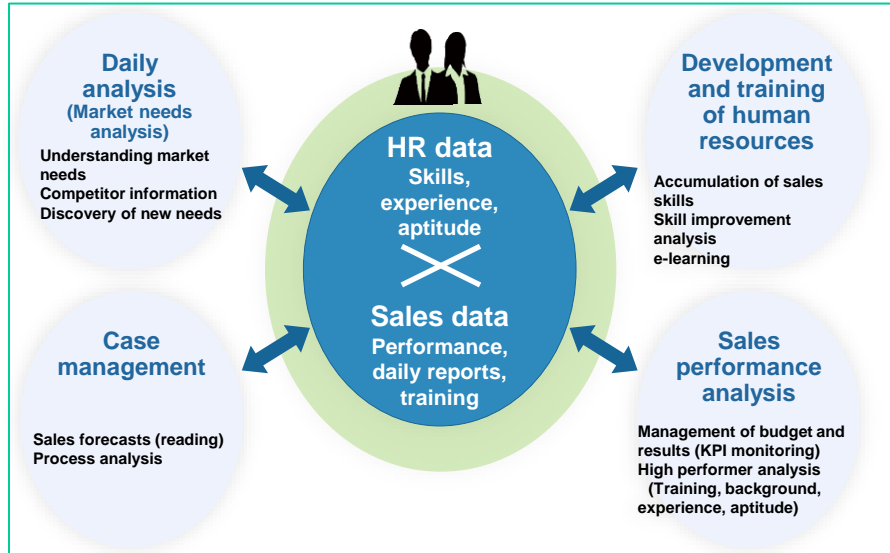 Daily
analysis
(Market needs
analysis)
Understanding market
needs
Competitor information
Discovery of new needs
HR data
Skills,
experience,
aptitude
Sales data
Performance,
daily reports,
training
Development
and training
of human
resources
Accumulation of sales
skills
Skill improvement
analysis
e-learning
Case
management
Sales forecasts (reading)
Process analysis
Sales
performance
analysis
Management of budget and
results (KPI monitoring)
High performer analysis
(Training, background,
experience, aptitude)